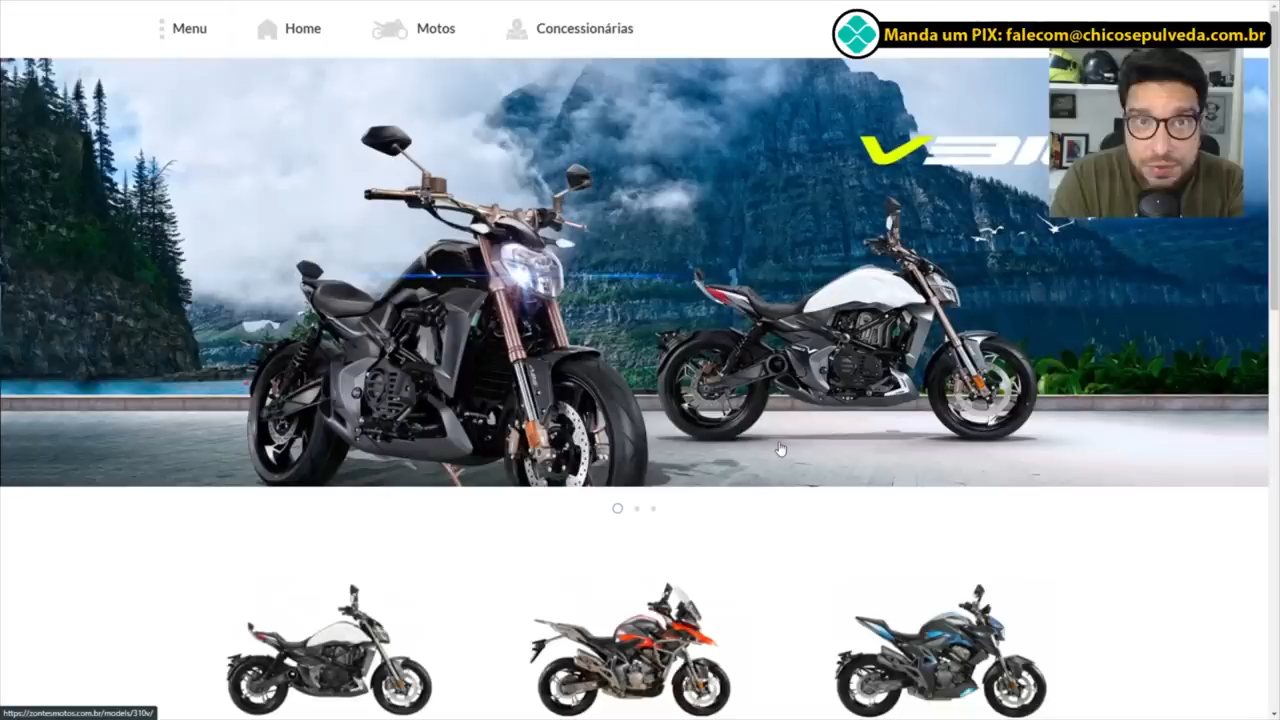 Menu
Home
Motos
Concessionárias
Manda um PIX: falecom@chicosepulveda.com.br
https://zontesmotos.com.br/models/310v/